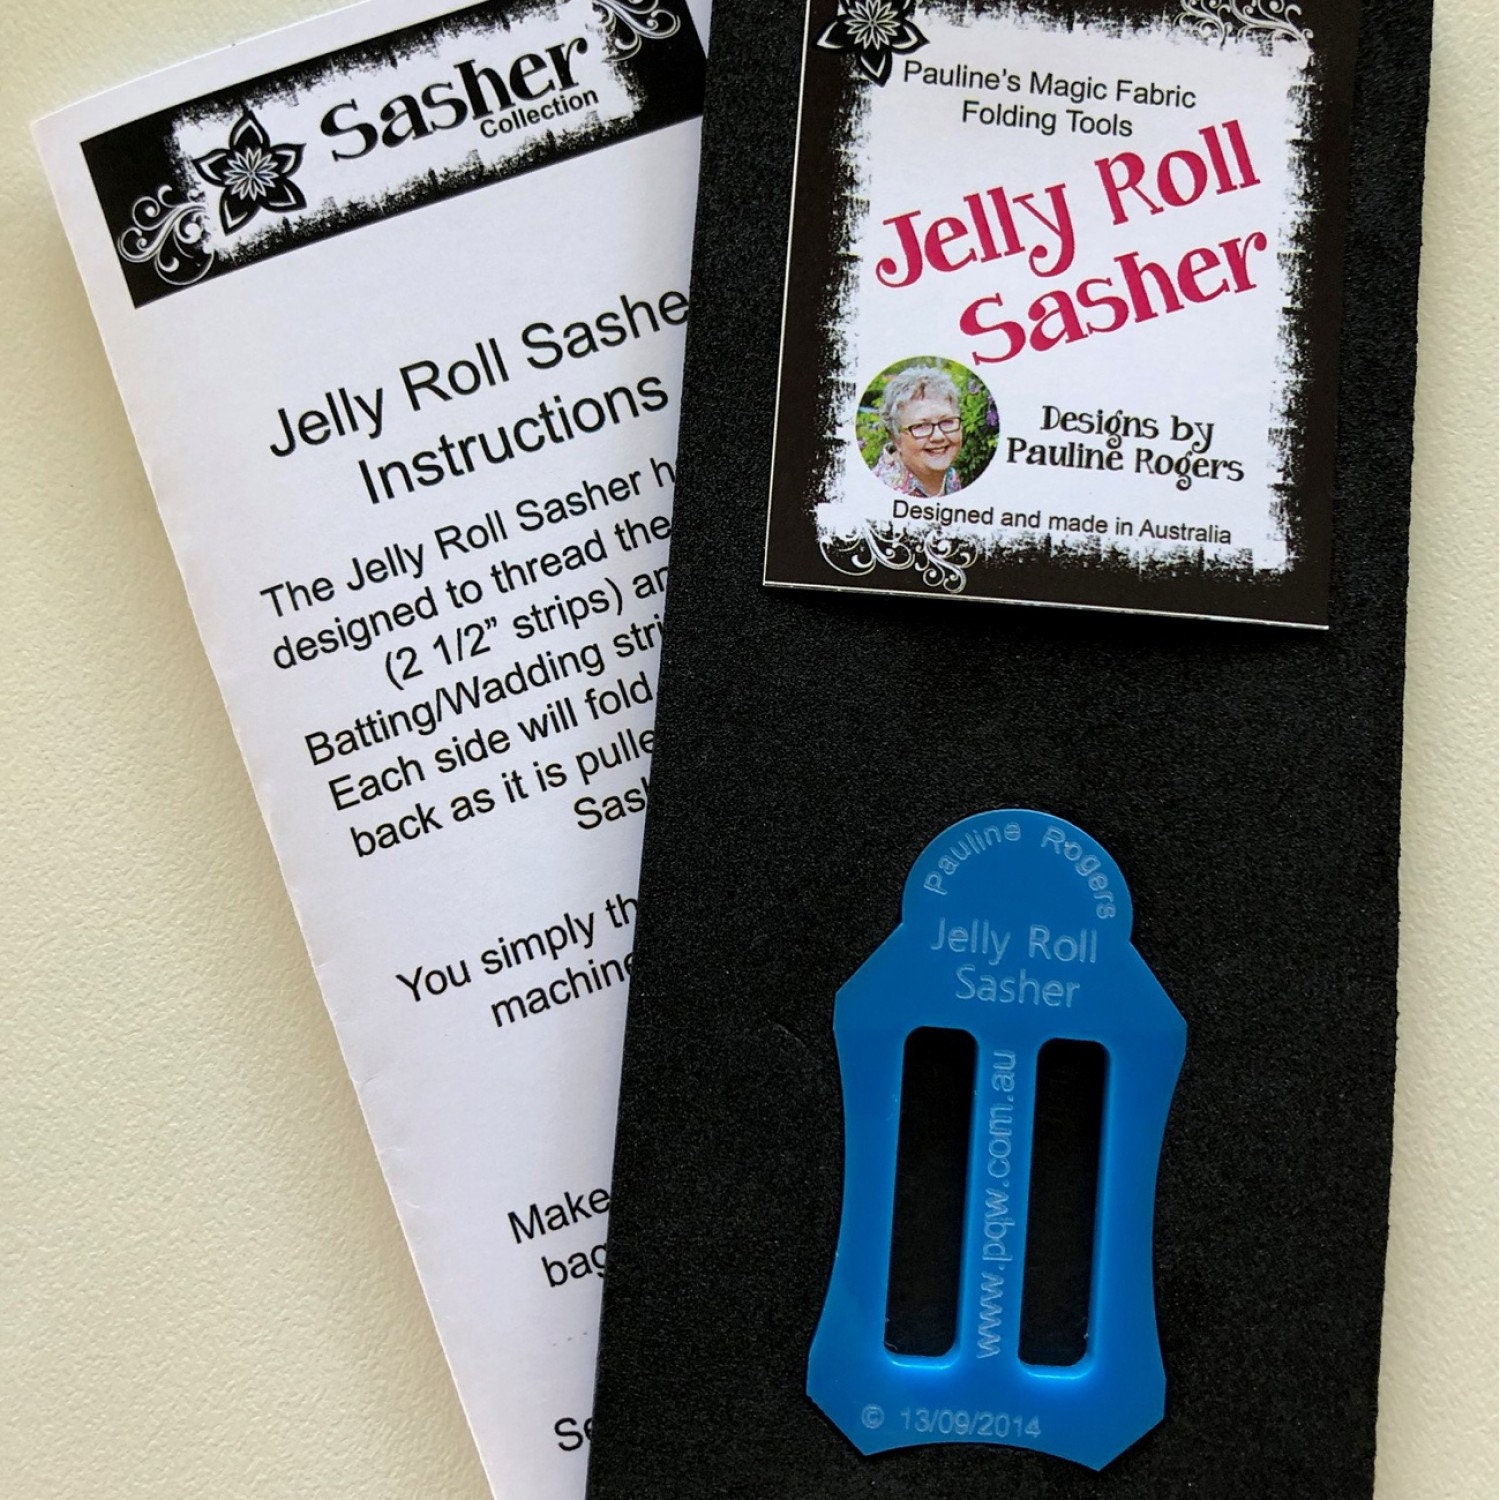 Sasher
Collection
Jelly Roll Sashe
Instructions
The Jelly Roll Sasher h
designed to thread the
(2 1/2” strips) an
Batting/Wadding stri
Each side will fold
back as it is pulle
Sas
You simply th
machine
Make
bag
Se
Pauline's Magic Fabric
Folding Tools
Jelly Roll
Sasher
Designs by
Pauline Rogers
Designed and made in Australia
Pauline Rogers
Jelly Roll
Sasher
www.pqw.com.au
© 13/09/2014